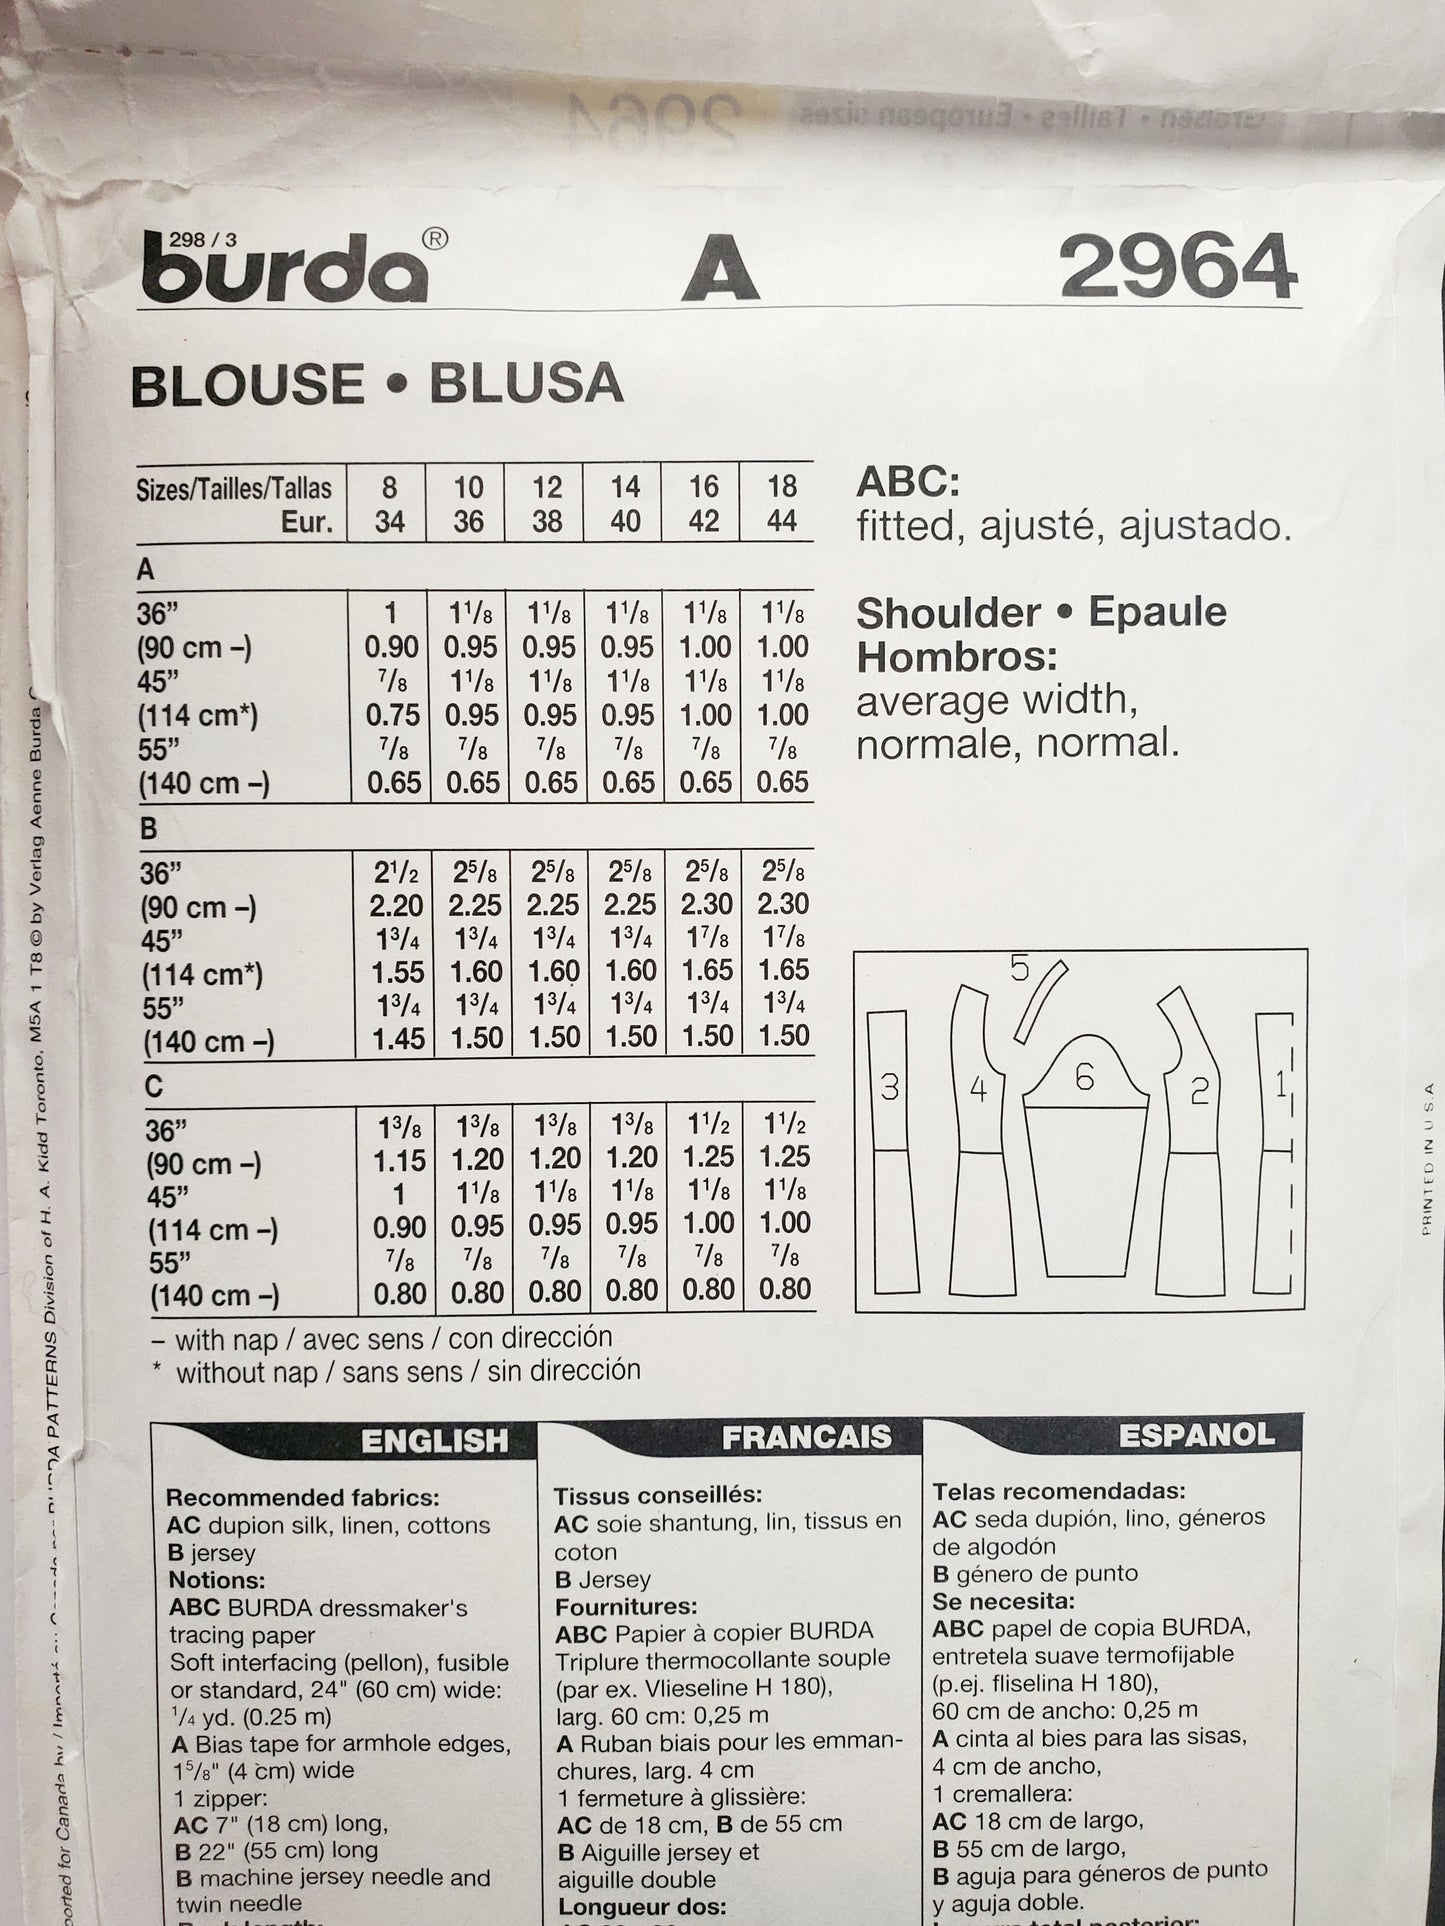 2964
Größen • Tailles • European sizes
298 / 3
burda® A 2964
BLOUSE • BLUSA
Sizes/Tailles/Tallas 8 10 12 14 16 18
Eur. 34 36 38 40 42 44
A
36” 1 1 1/8 1 1/8 1 1/8 1 1/8 1 1/8
(90 cm –) 0.90 0.95 0.95 0.95 1.00 1.00
45” 7/8 1 1/8 1 1/8 1 1/8 1 1/8 1 1/8
(114 cm*) 0.75 0.95 0.95 0.95 1.00 1.00
55” 7/8 7/8 7/8 7/8 7/8 7/8
(140 cm –) 0.65 0.65 0.65 0.65 0.65 0.65
B
36” 2 1/2 2 5/8 2 5/8 2 5/8 2 5/8 2 5/8
(90 cm –) 2.20 2.25 2.25 2.25 2.30 2.30
45” 1 3/4 1 3/4 1 3/4 1 3/4 1 7/8 1 7/8
(114 cm*) 1.55 1.60 1.60 1.60 1.65 1.65
55” 1 3/4 1 3/4 1 3/4 1 3/4 1 3/4 1 3/4
(140 cm –) 1.45 1.50 1.50 1.50 1.50 1.50
C
36” 1 3/8 1 3/8 1 3/8 1 3/8 1 1/2 1 1/2
(90 cm –) 1.15 1.20 1.20 1.20 1.25 1.25
45” 1 1 1/8 1 1/8 1 1/8 1 1/8 1 1/8
(114 cm –) 0.90 0.95 0.95 0.95 1.00 1.00
55” 7/8 7/8 7/8 7/8 7/8 7/8
(140 cm –) 0.80 0.80 0.80 0.80 0.80 0.80
– with nap / avec sens / con dirección
* without nap / sans sens / sin dirección
ABC:
fitted, ajusté, ajustado.
Shoulder • Epaule
Hombros:
average width,
normale, normal.
5
3 4 6 2 1
ENGLISH
Recommended fabrics:
AC dupion silk, linen, cottons
B jersey
Notions:
ABC BURDA dressmaker's
tracing paper
Soft interfacing (pellon), fusible
or standard, 24" (60 cm) wide:
1/4 yd. (0.25 m)
A Bias tape for armhole edges,
1 5/8" (4 cm) wide
1 zipper:
AC 7" (18 cm) long,
B 22" (55 cm) long
B machine jersey needle and
twin needle
FRANCAIS
Tissus conseillés:
AC soie shantung, lin, tissus en
coton
B Jersey
Fournitures:
ABC Papier à copier BURDA
Triplure thermocollante souple
(par ex. Vlieseline H 180),
larg. 60 cm: 0,25 m
A Ruban biais pour les emman-
chures, larg. 4 cm
1 fermeture à glissière:
AC de 18 cm, B de 55 cm
B Aiguille jersey et
aiguille double
Longueur dos:
ESPANOL
Telas recomendadas:
AC seda dupión, lino, géneros
de algodón
B género de punto
Se necesita:
ABC papel de copia BURDA,
entretela suave termofijable
(p.ej. fliselina H 180),
60 cm de ancho: 0,25 m
A cinta al bies para las sisas,
4 cm de ancho,
1 cremallera:
AC 18 cm de largo,
B 55 cm de largo,
B aguja para géneros de punto
y aguja doble.
PATTERNS Division of H. A. Kidd Toronto, M5A 1 T8 © by Verlag Aenne Burda
for Canada
PRINTED IN U.S.A